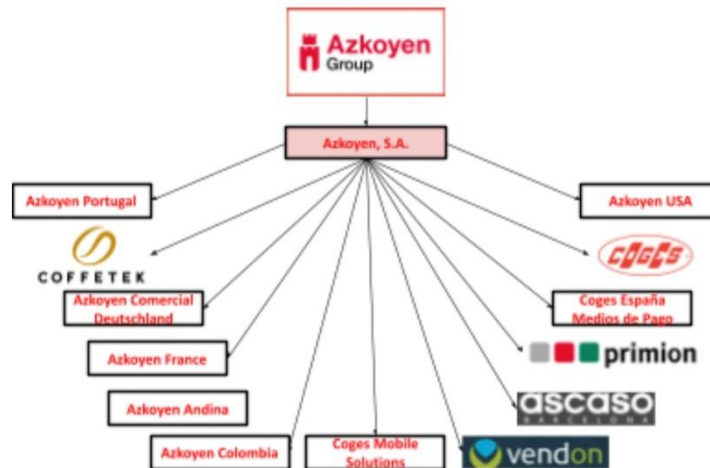 Azkoyen
Group
Azkoyen, S.A.
Azkoyen Portugal
Azkoyen USA
COFFETEK
COGES
Azkoyen Comercial
Deutschland
Coges España
Medios de Pago
Azkoyen France
primion
Azkoyen Andina
ascaso
BARCELONA
Azkoyen Colombia
Coges Mobile
Solutions
vendon